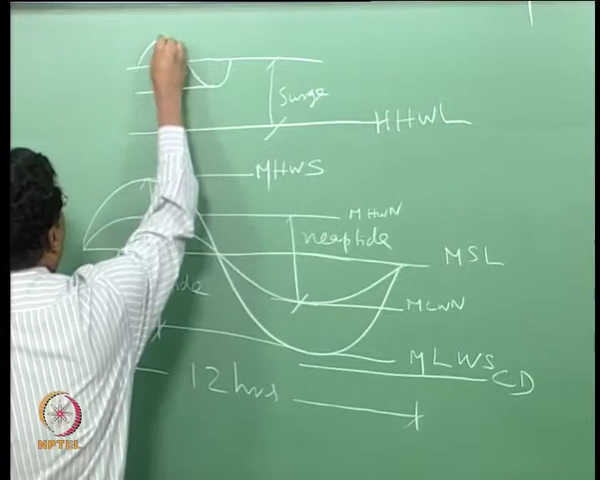 Surge
HHWL
MHWS
MHWN
neaptide
MSL
MLWN
MLWS
CD
12 hrs
NPTEL